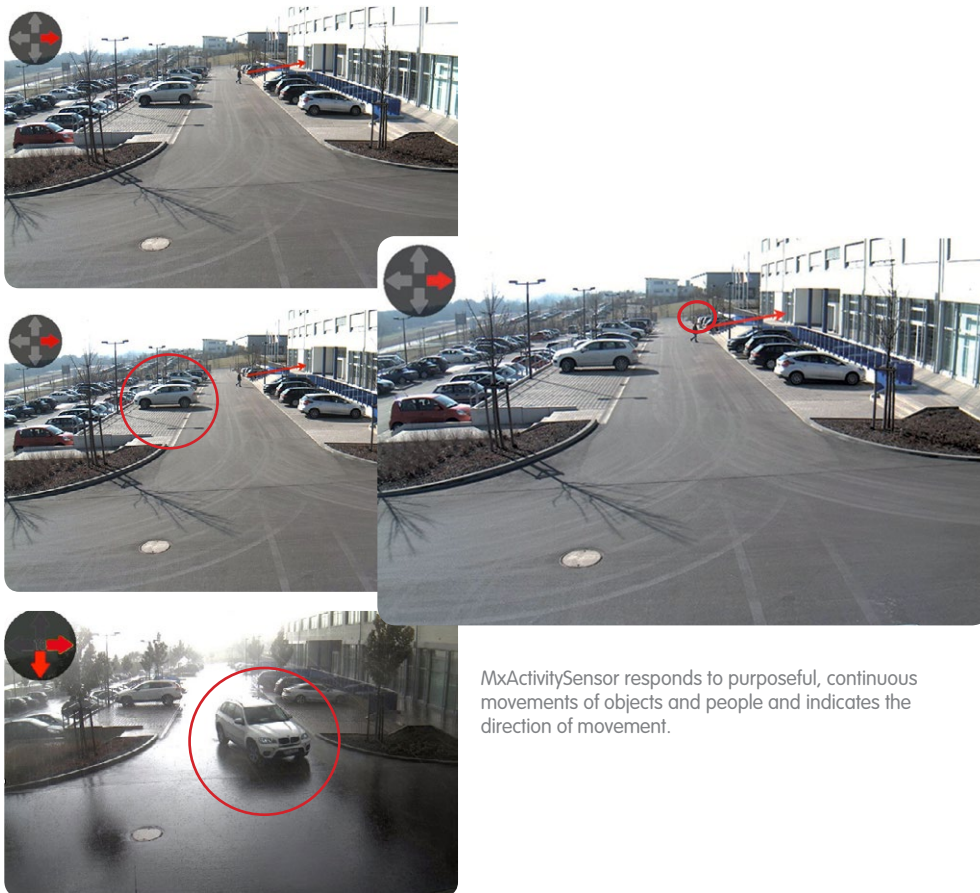 MxActivitySensor responds to purposeful, continuous
movements of objects and people and indicates the
direction of movement.